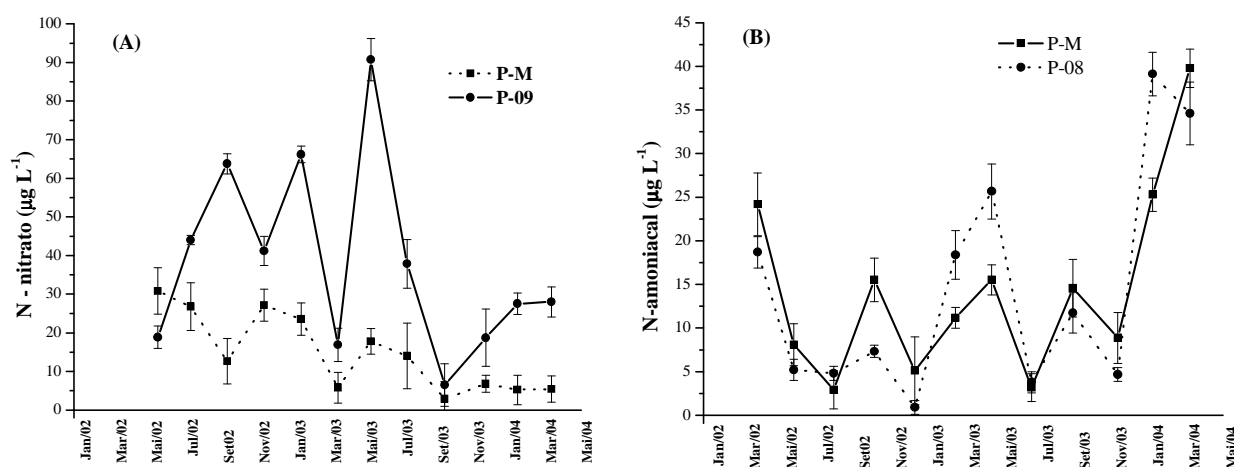 (A)
P-M
P-09
N - nitrato (µg L⁻¹)
100
90
80
70
60
50
40
30
20
10
0
Jan/02
Mar/02
Mai/02
Jul/02
Set02
Nov/02
Jan/03
Mar/03
Mai/03
Jul/03
Set/03
Nov/03
Jan/04
Mar/04
Mai/04
(B)
P-M
P-08
N-amoniacal (µg L⁻¹)
45
40
35
30
25
20
15
10
5
0
Jan/02
Mar/02
Mai/02
Jul/02
Set02
Nov/02
Jan/03
Mar/03
Mai/03
Jul/03
Set/03
Nov/03
Jan/04
Mar/04
Mai/04